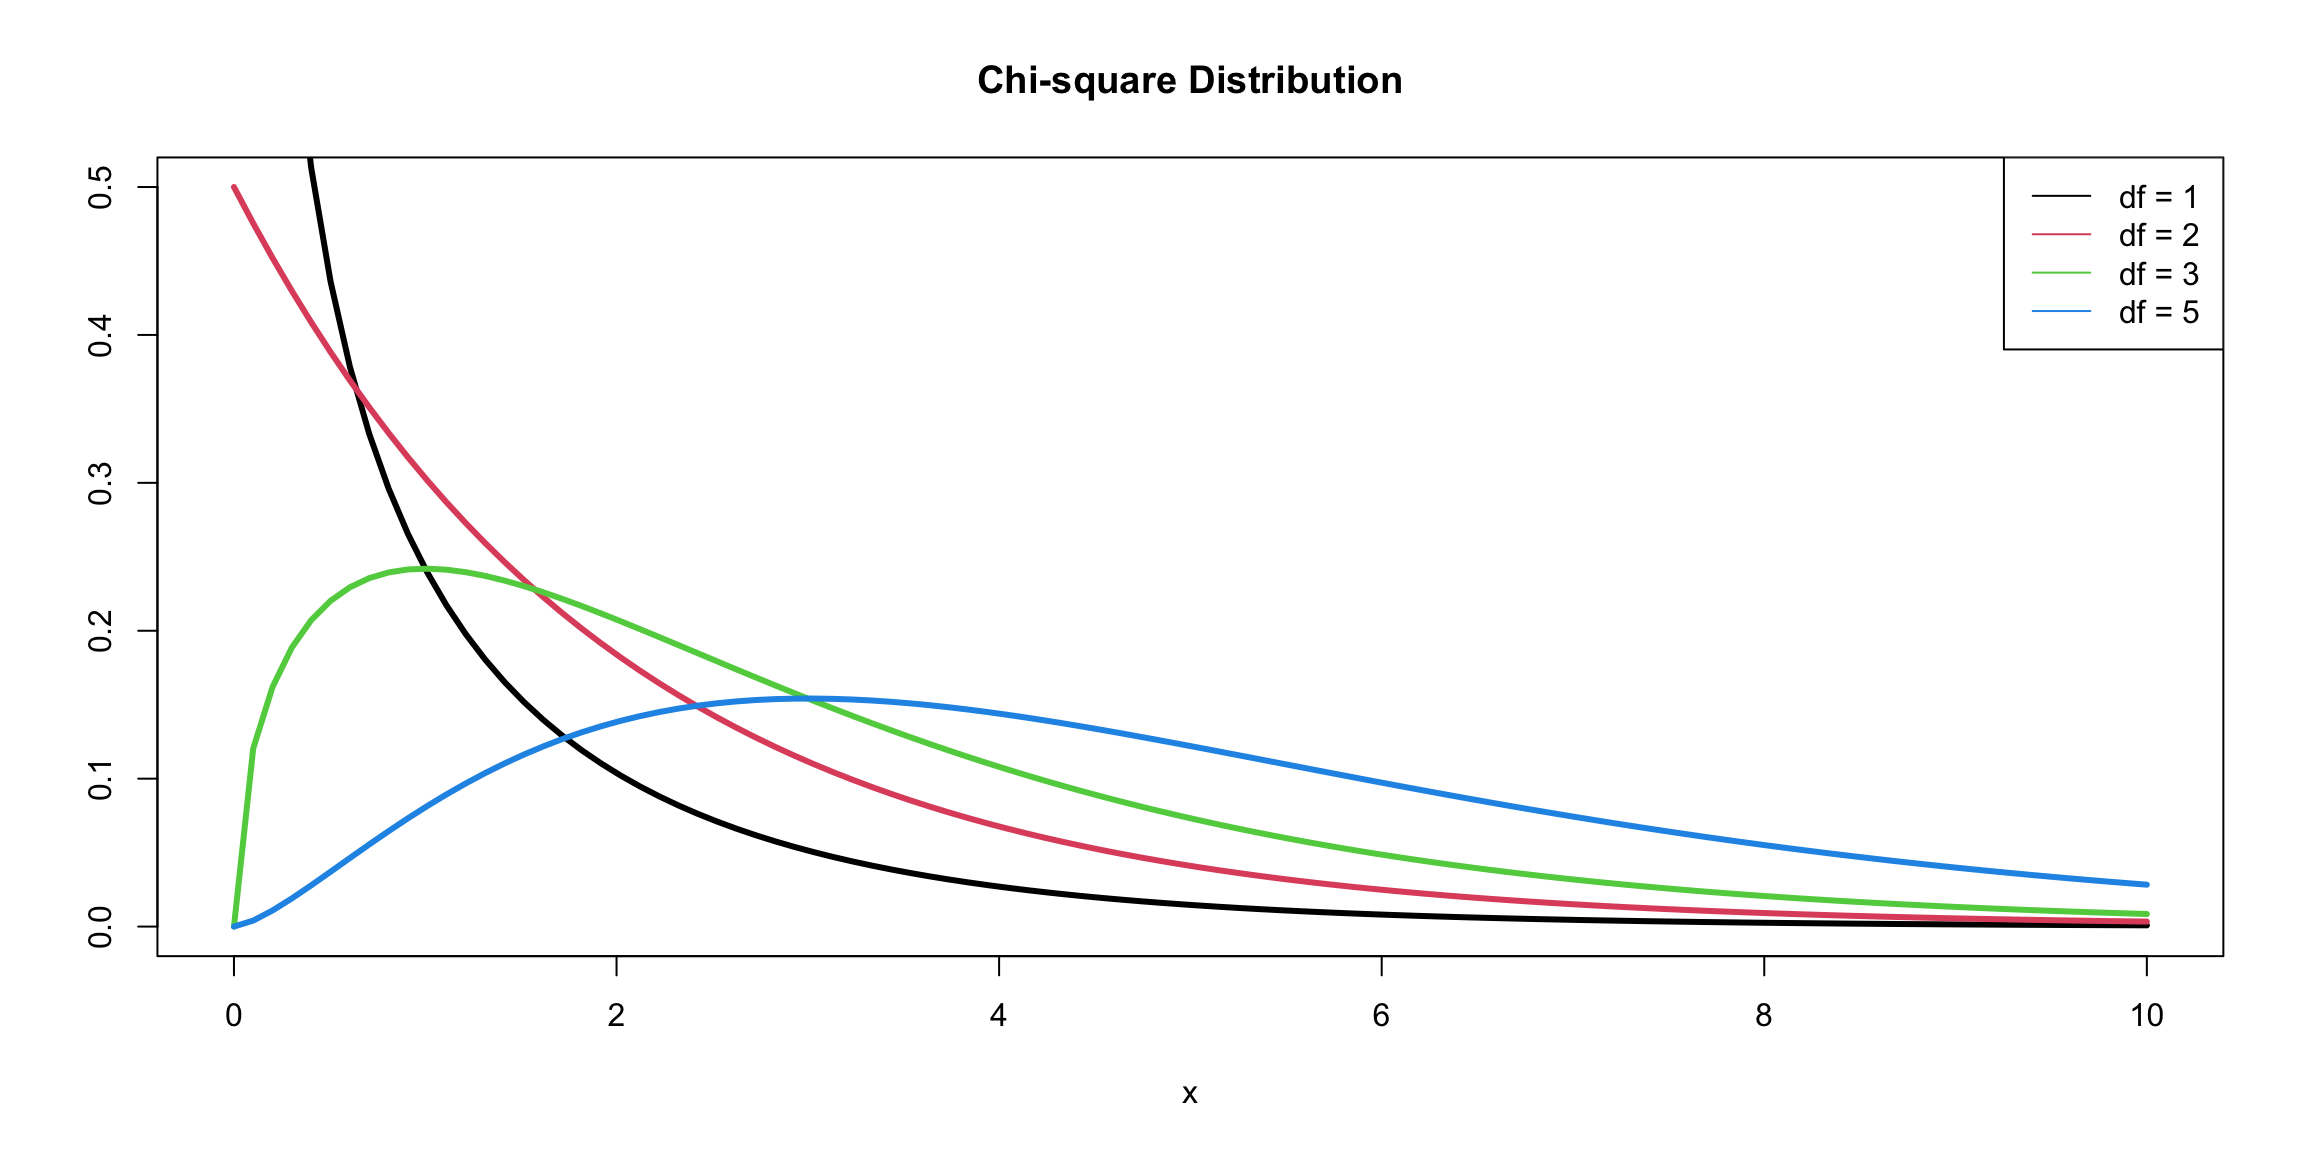 Chi-square Distribution
0.5
0.4
0.3
0.2
0.1
0.0
df = 1
df = 2
df = 3
df = 5
0 2 4 6 8 10
x